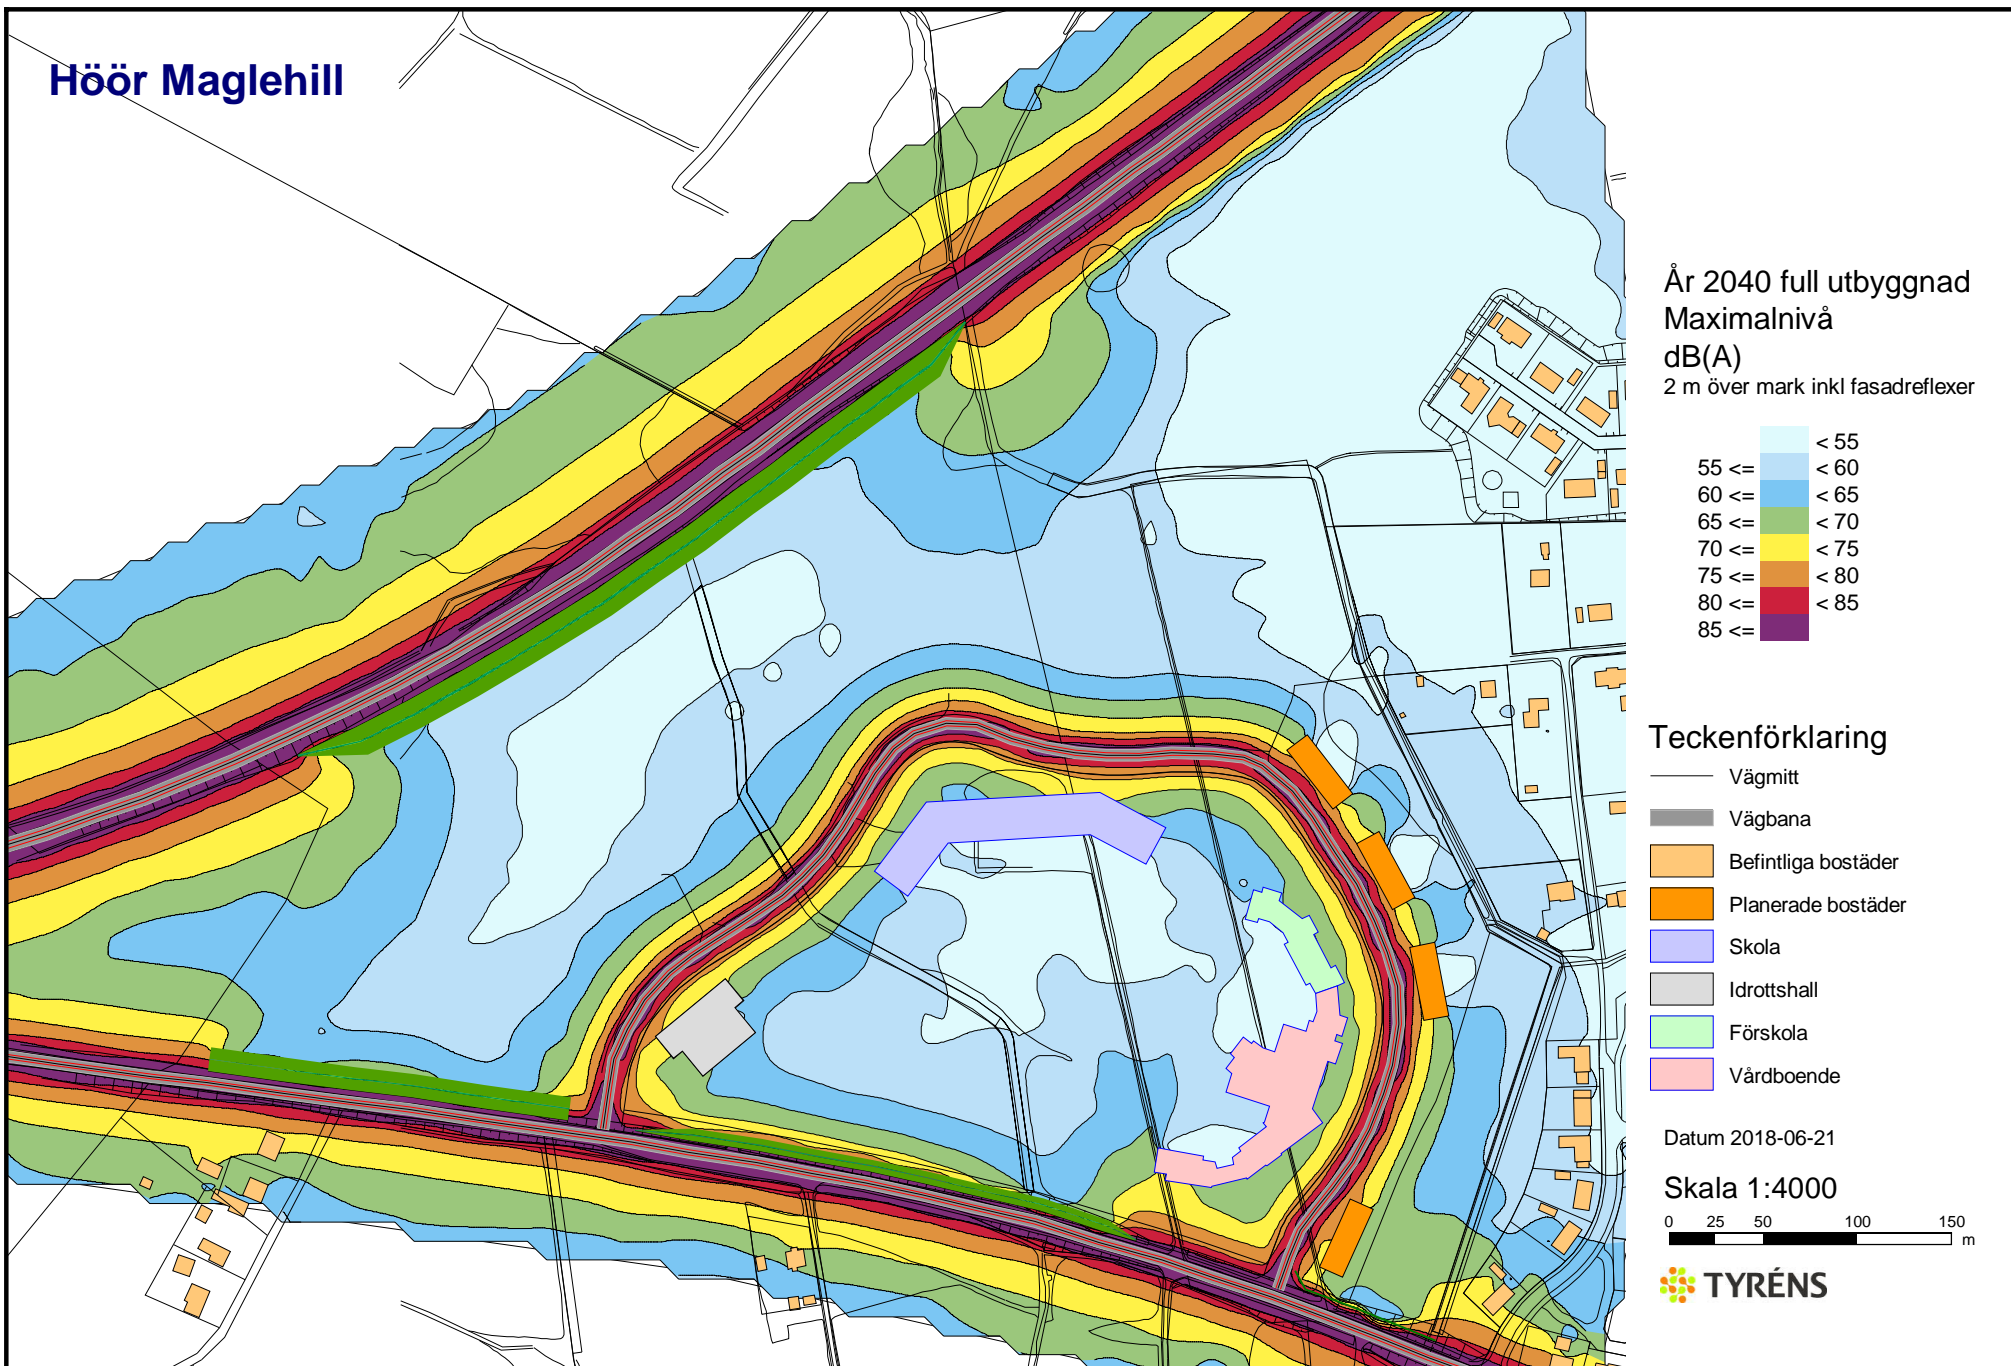 Höör Maglehill
År 2040 full utbyggnad
Maximalnivå
dB(A)
2 m över mark inkl fasadreflexer
< 55
55 <= < 60
60 <= < 65
65 <= < 70
70 <= < 75
75 <= < 80
80 <= < 85
85 <=
Teckenförklaring
Vägmitt
Vägbana
Befintliga bostäder
Planerade bostäder
Skola
Idrottshall
Förskola
Vårdboende
Datum 2018-06-21
Skala 1:4000
0 25 50 100 150
m
TYRÉNS